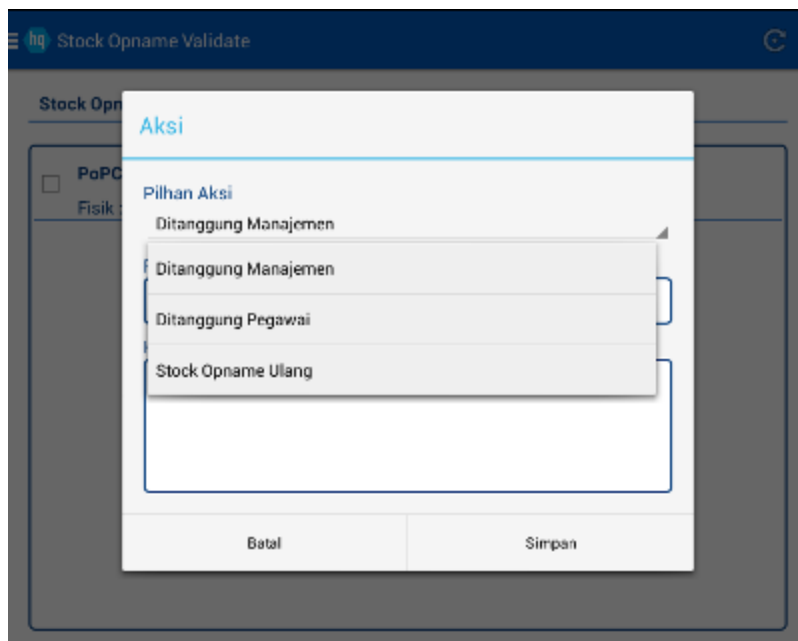 hq Stock Opname Validate
Stock Opn
Aksi
PaPC
Fisik :
Pilhan Aksi
Ditanggung Manajemen
Ditanggung Manajemen
Ditanggung Pegawai
Stock Opname Ulang
Batal
Simpan